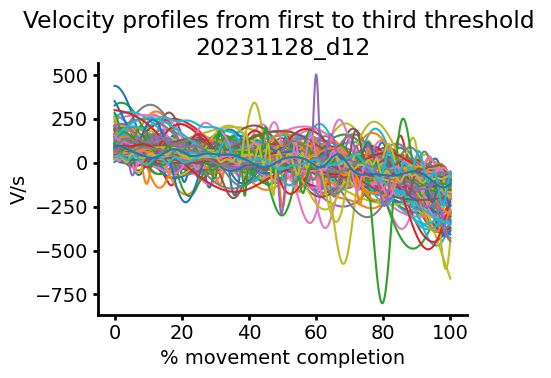 Velocity profiles from first to third threshold
20231128_d12
500
250
0
−250
−500
−750
V/s
0 20 40 60 80 100
% movement completion